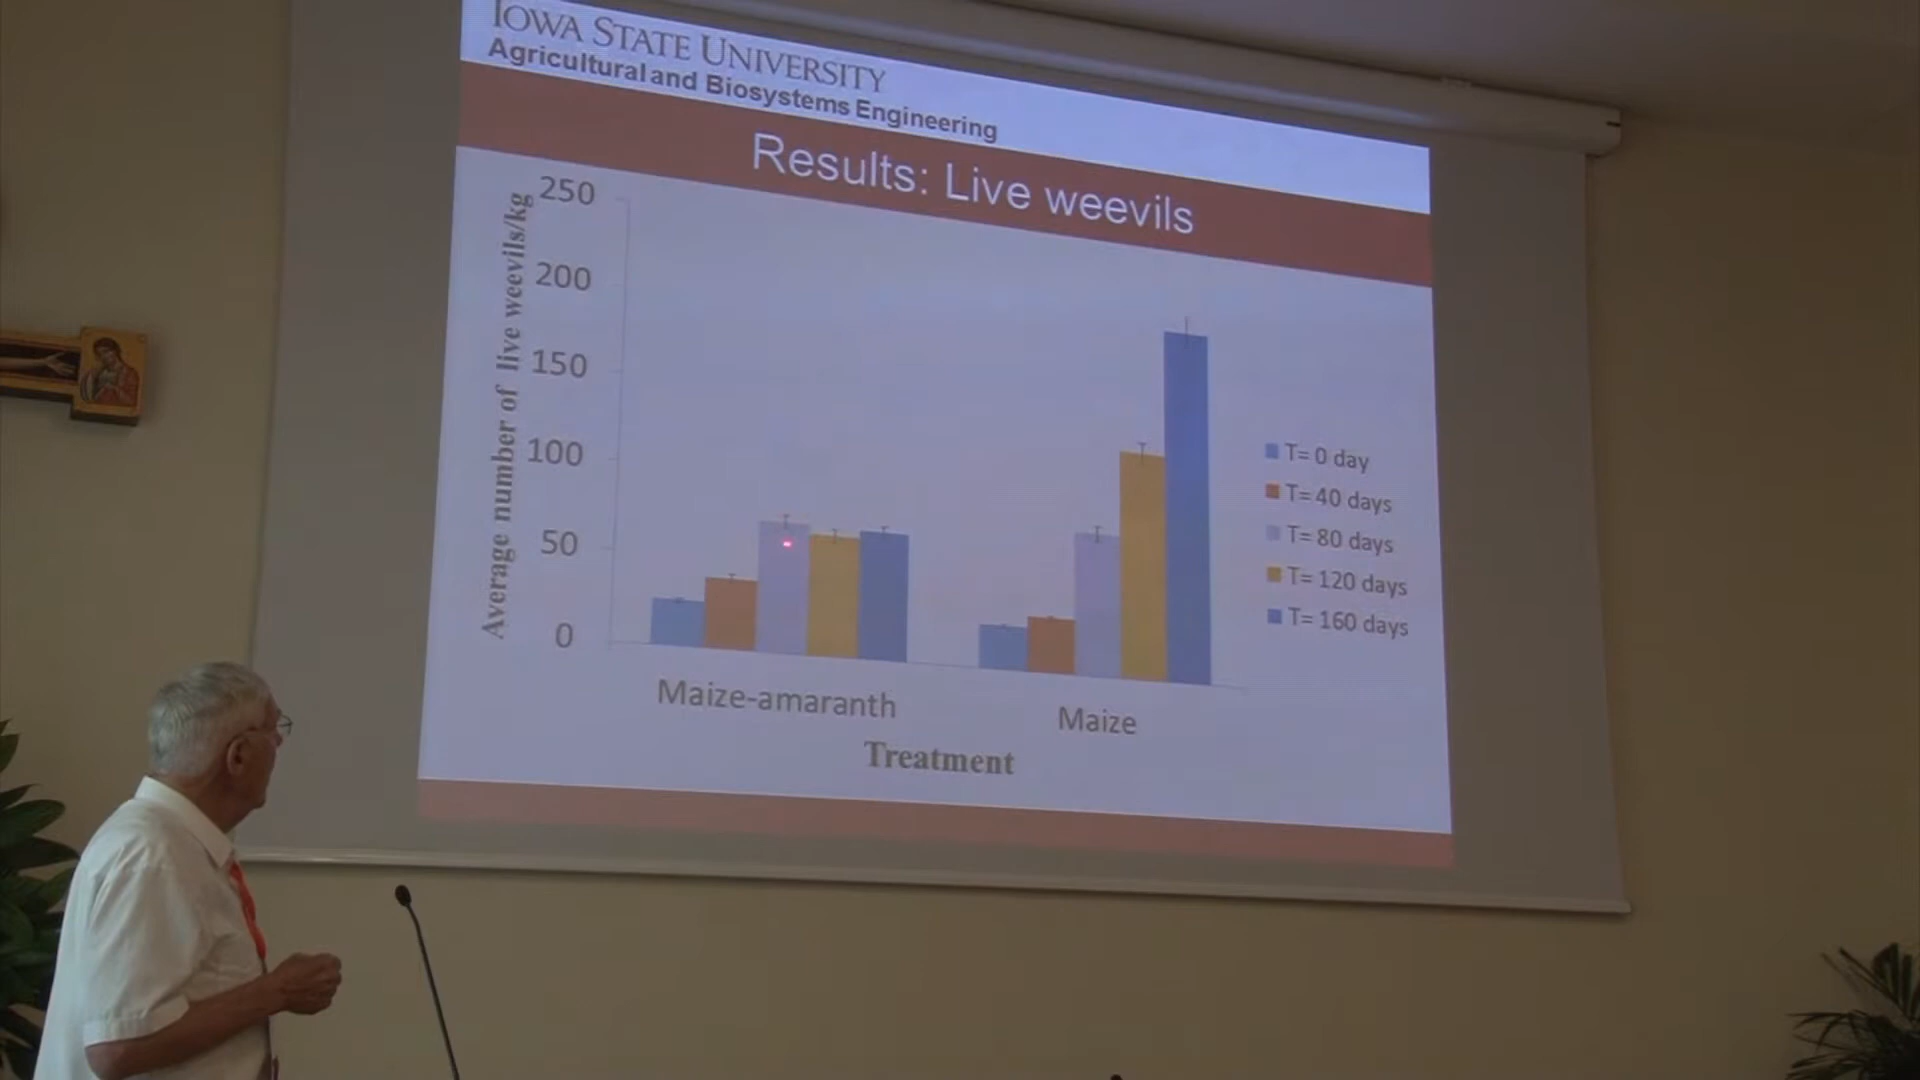 IOWA STATE UNIVERSITY
Agricultural and Biosystems Engineering
Results: Live weevils
Average number of live weevils/kg
250
200
150
100
50
0
T= 0 day
T= 40 days
T= 80 days
T= 120 days
T= 160 days
Maize-amaranth
Maize
Treatment